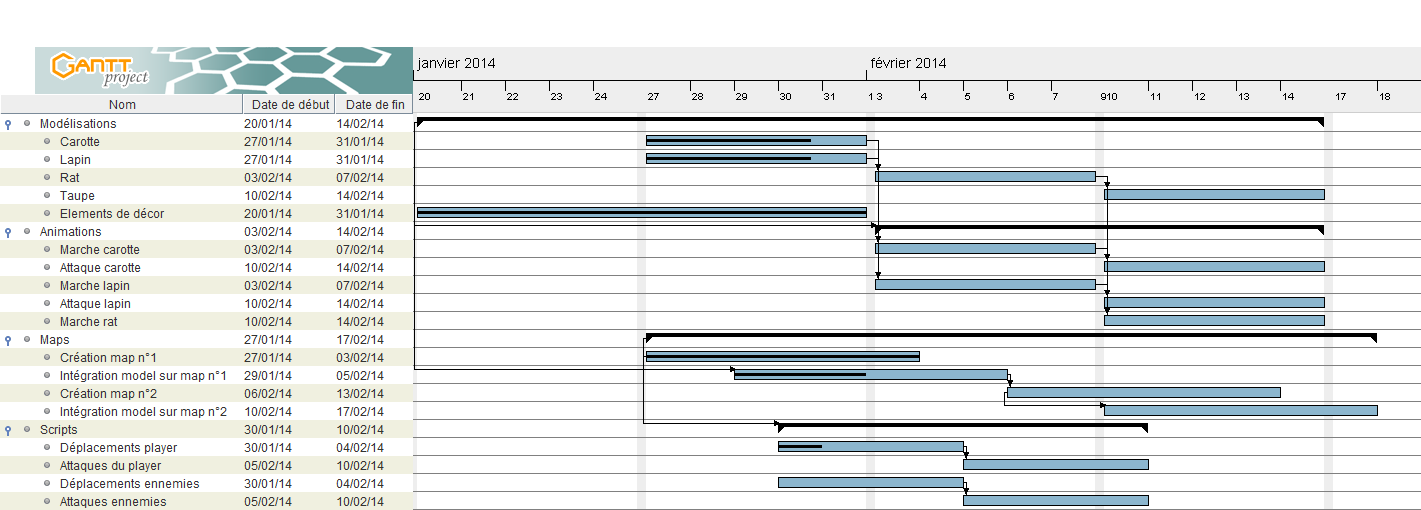 GANTT project
janvier 2014 février 2014
20 21 22 23 24 27 28 29 30 31 1 3 4 5 6 7 910 11 12 13 14 17 18
Nom Date de début Date de fin
Modélisations 20/01/14 14/02/14
Carotte 27/01/14 31/01/14
Lapin 27/01/14 31/01/14
Rat 03/02/14 07/02/14
Taupe 10/02/14 14/02/14
Elements de décor 20/01/14 31/01/14
Animations 03/02/14 14/02/14
Marche carotte 03/02/14 07/02/14
Attaque carotte 10/02/14 14/02/14
Marche lapin 03/02/14 07/02/14
Attaque lapin 10/02/14 14/02/14
Marche rat 10/02/14 14/02/14
Maps 27/01/14 17/02/14
Création map n°1 27/01/14 03/02/14
Intégration model sur map n°1 29/01/14 05/02/14
Création map n°2 06/02/14 13/02/14
Intégration model sur map n°2 10/02/14 17/02/14
Scripts 30/01/14 10/02/14
Déplacements player 30/01/14 04/02/14
Attaques du player 05/02/14 10/02/14
Déplacements ennemies 30/01/14 04/02/14
Attaques ennemies 05/02/14 10/02/14